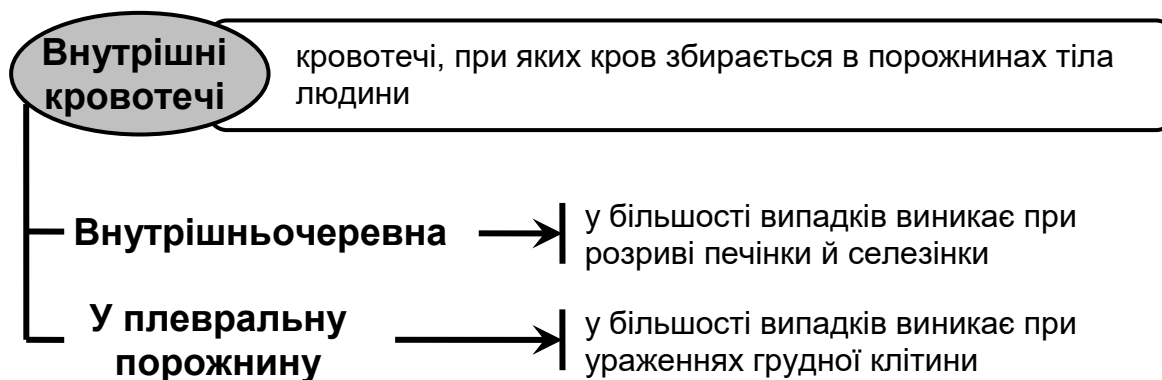 Внутрішні
кровотечі
кровотечі, при яких кров збирається в порожнинах тіла
людини
Внутрішньочеревна
у більшості випадків виникає при
розриві печінки й селезінки
У плевральну
порожнину
у більшості випадків виникає при
ураженнях грудної клітини